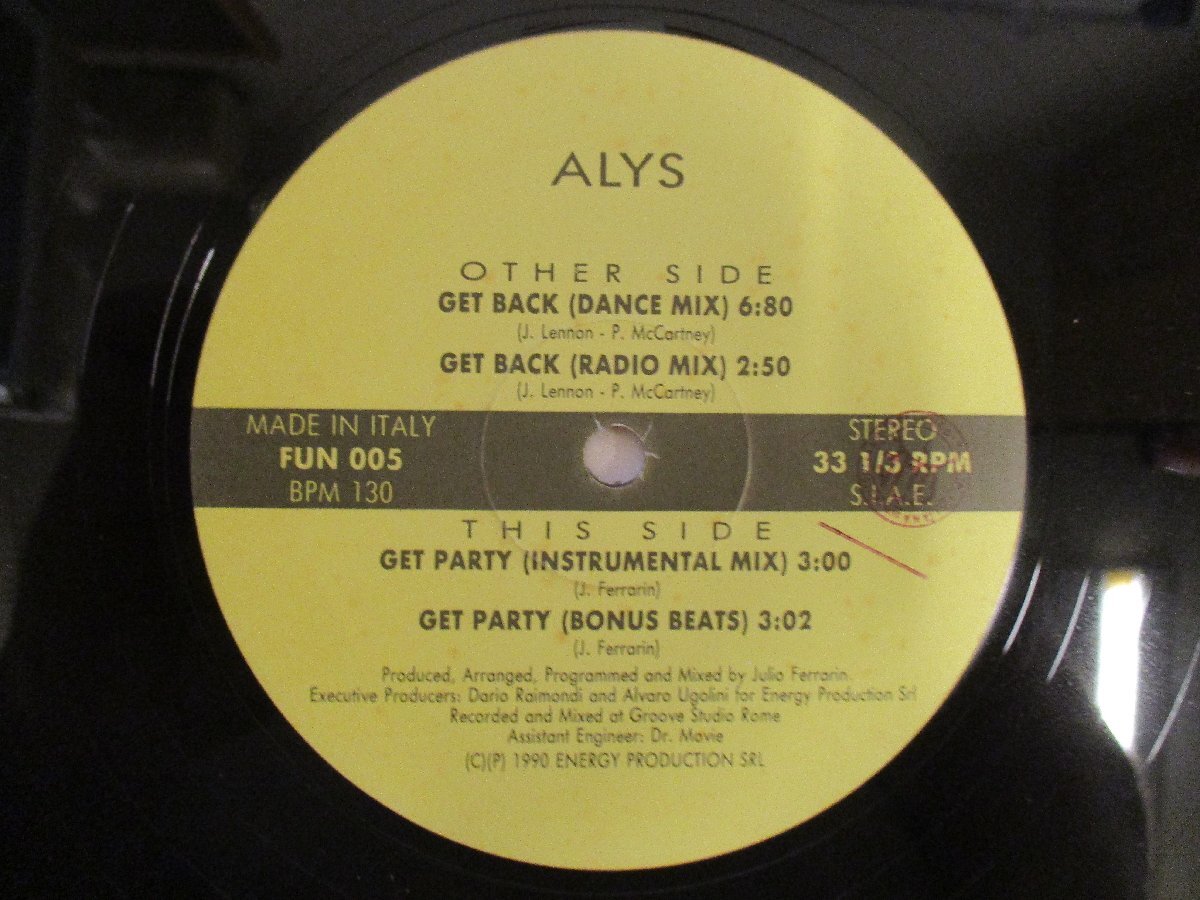 ALYS
OTHER SIDE
GET BACK (DANCE MIX) 6:80
(J. Lennon - P. McCartney)
GET BACK (RADIO MIX) 2:50
(J. Lennon - P. McCartney)
MADE IN ITALY
FUN 005
BPM 130
STEREO
33 1/3 RPM
S.I.A.E.
THIS SIDE
GET PARTY (INSTRUMENTAL MIX) 3:00
(J. Ferrarin)
GET PARTY (BONUS BEATS) 3:02
(J. Ferrarin)
Produced, Arranged, Programmed and Mixed by Julio Ferrarin.
Executive Producers: Dario Raimondi and Alvaro Ugolini for Energy Production Srl
Recorded and Mixed at Groove Studio Rome
Assistant Engineer: Dr. Movie
(C)(P) 1990 ENERGY PRODUCTION SRL